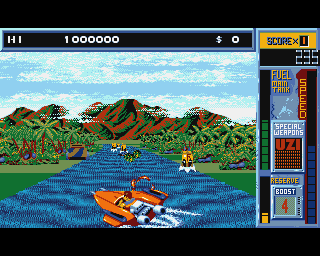 HI 1000000 $ 0
SCORE× 1
FUEL
MAIN
TANK
SPEED
SPECIAL
WEAPONS
UZI
RESERVE
BOOST
4